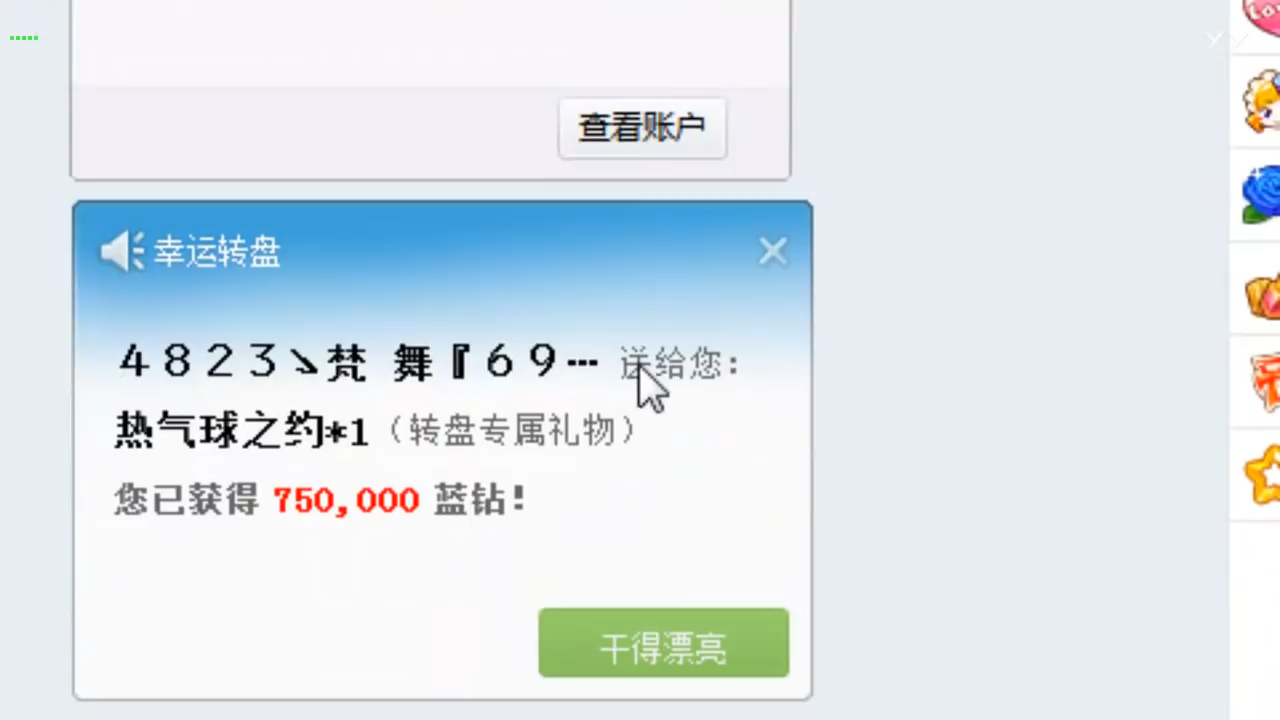 查看账户
幸运转盘
４８２３↘梵 舞『６９… 送给您：
热气球之约*1（转盘专属礼物）
您已获得 750,000 蓝钻！
干得漂亮